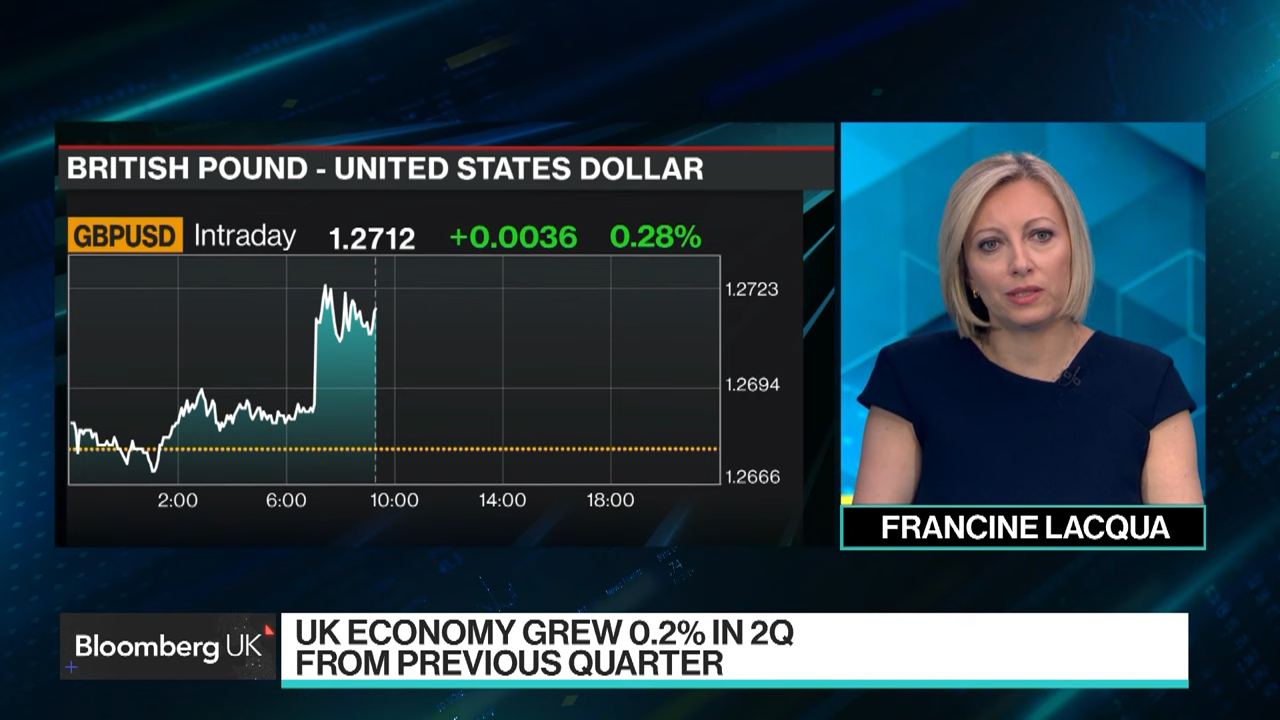 BRITISH POUND - UNITED STATES DOLLAR
GBPUSD Intraday 1.2712 +0.0036 0.28%
1.2723
1.2694
1.2666
2:00 6:00 10:00 14:00 18:00
FRANCINE LACQUA
Bloomberg UK
UK ECONOMY GREW 0.2% IN 2Q
FROM PREVIOUS QUARTER